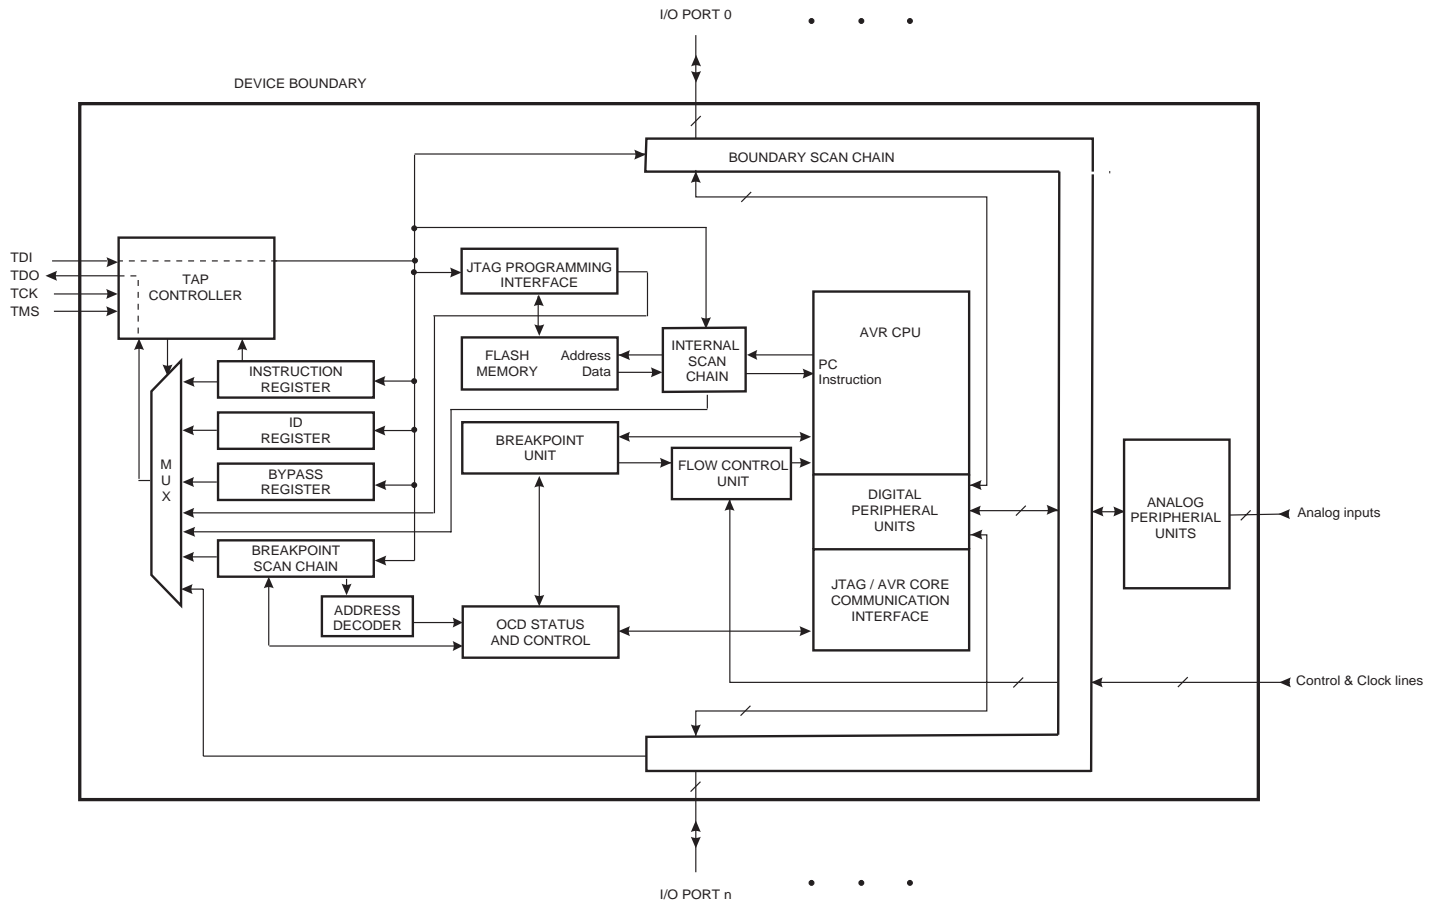 I/O PORT 0
DEVICE BOUNDARY
BOUNDARY SCAN CHAIN
TDI
TDO
TCK
TMS
TAP
CONTROLLER
JTAG PROGRAMMING
INTERFACE
AVR CPU
FLASH
MEMORY
Address
Data
INTERNAL
SCAN
CHAIN
PC
Instruction
INSTRUCTION
REGISTER
ID
REGISTER
BREAKPOINT
UNIT
FLOW CONTROL
UNIT
BYPASS
REGISTER
M
U
X
DIGITAL
PERIPHERAL
UNITS
ANALOG
PERIPHERIAL
UNITS
Analog inputs
BREAKPOINT
SCAN CHAIN
JTAG / AVR CORE
COMMUNICATION
INTERFACE
ADDRESS
DECODER
OCD STATUS
AND CONTROL
Control & Clock lines
I/O PORT n